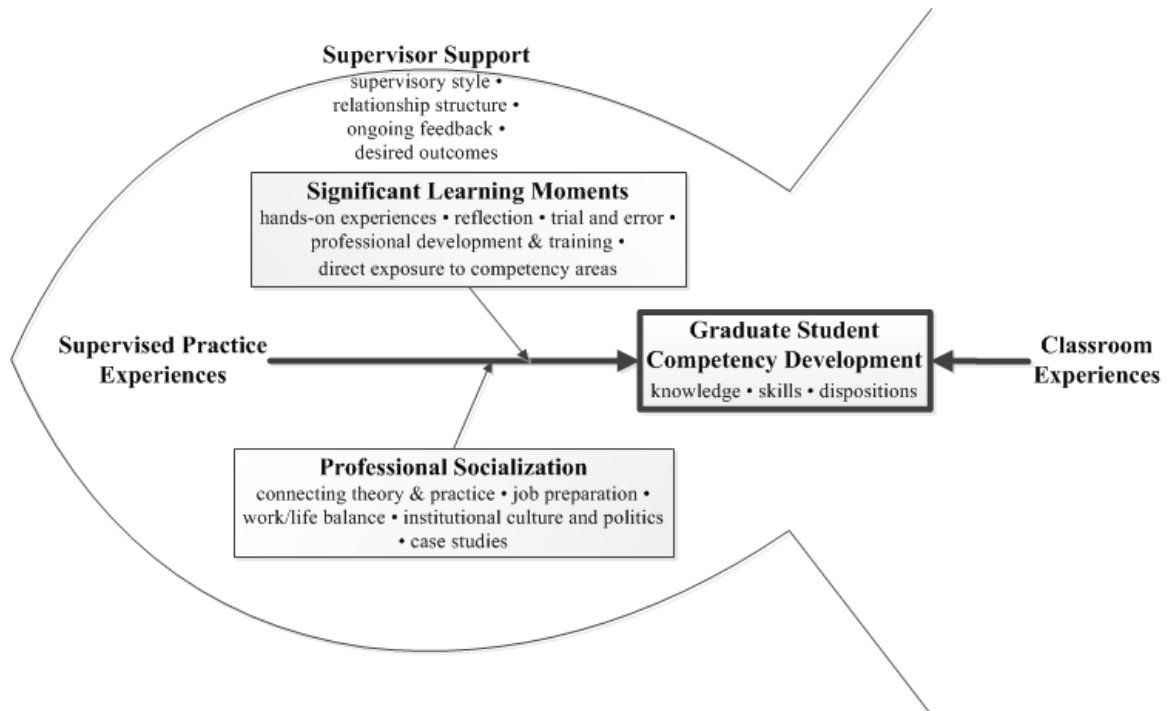 Supervisor Support
supervisory style •
relationship structure •
ongoing feedback •
desired outcomes
Significant Learning Moments
hands-on experiences • reflection • trial and error •
professional development & training •
direct exposure to competency areas
Supervised Practice
Experiences
Graduate Student
Competency Development
knowledge • skills • dispositions
Classroom
Experiences
Professional Socialization
connecting theory & practice • job preparation •
work/life balance • institutional culture and politics
• case studies